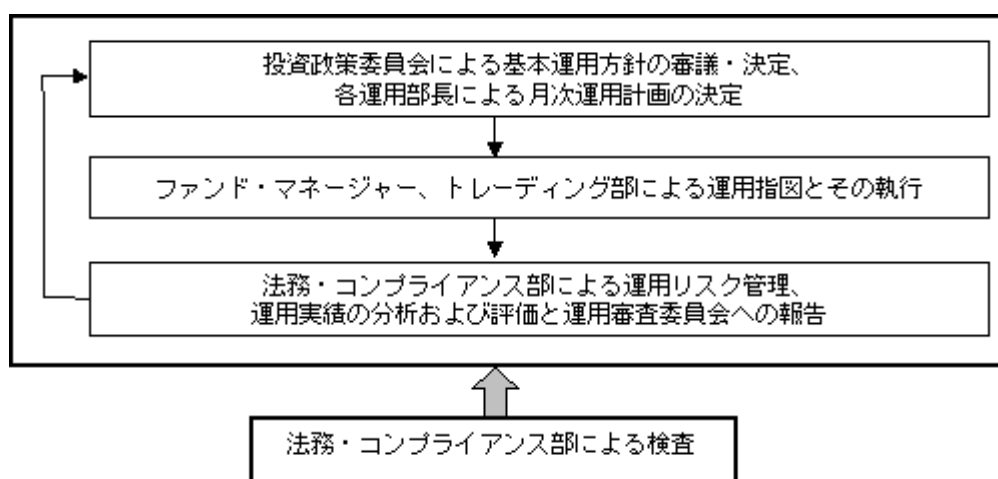 投資政策委員会による基本運用方針の審議・決定、
各運用部長による月次運用計画の決定
ファンド・マネージャー、トレーディング部による運用指図とその執行
法務・コンプライアンス部による運用リスク管理、
運用実績の分析および評価と運用審査委員会への報告
法務・コンプライアンス部による検査